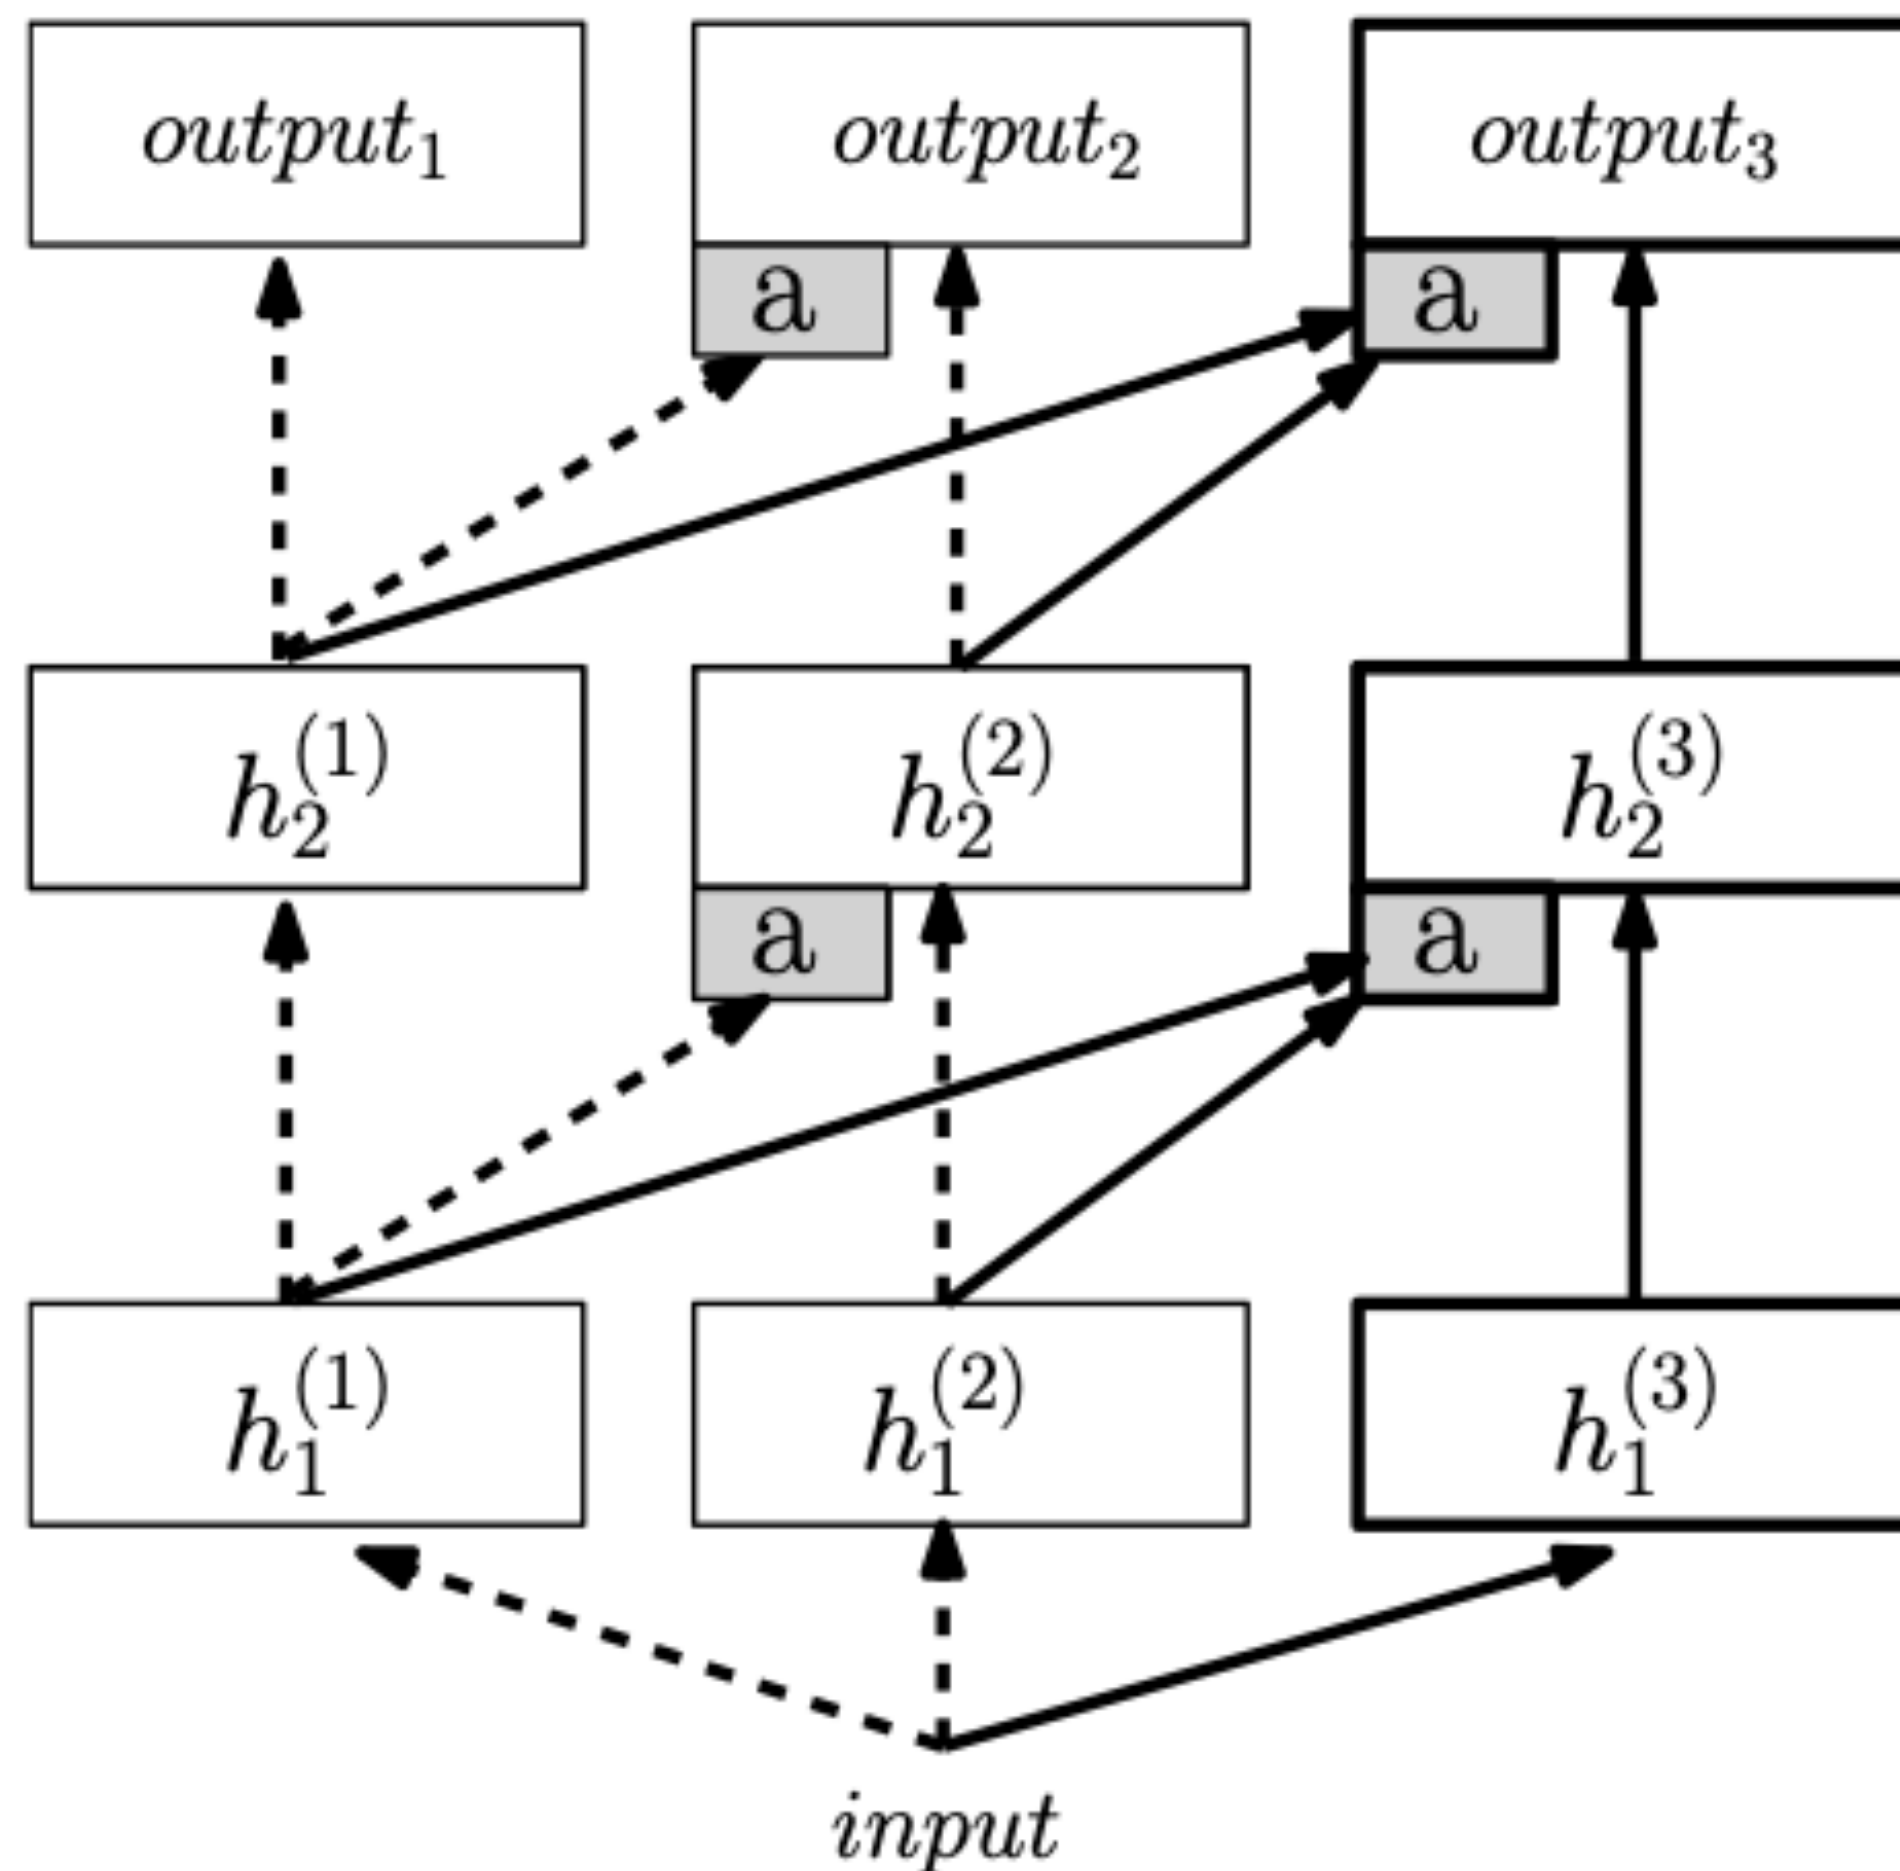 output₁ output₂ output₃
a a
h₂⁽¹⁾ h₂⁽²⁾ h₂⁽³⁾
a a
h₁⁽¹⁾ h₁⁽²⁾ h₁⁽³⁾
input